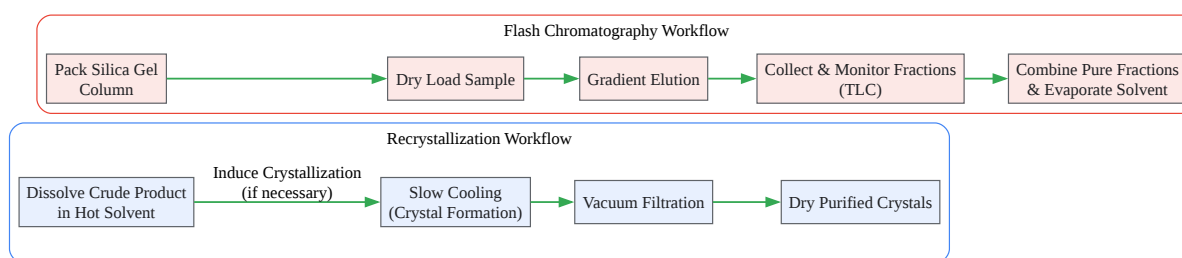 Flash Chromatography Workflow
Pack Silica Gel
Column
Dry Load Sample
Gradient Elution
Collect & Monitor Fractions
(TLC)
Combine Pure Fractions
& Evaporate Solvent
Recrystallization Workflow
Dissolve Crude Product
in Hot Solvent
Induce Crystallization
(if necessary)
Slow Cooling
(Crystal Formation)
Vacuum Filtration
Dry Purified Crystals